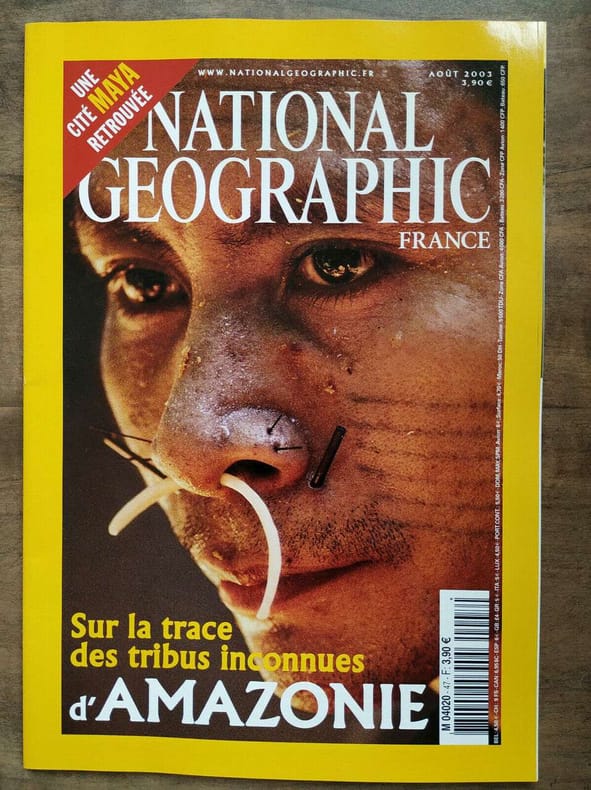 UNE
CITÉ MAYA
RETROUVÉE
WWW.NATIONALGEOGRAPHIC.FR
AOÛT 2003
3,90 €
NATIONAL
GEOGRAPHIC
FRANCE
Sur la trace
des tribus inconnues
d'AMAZONIE
M 04020 - 47 - F: 3,90 €